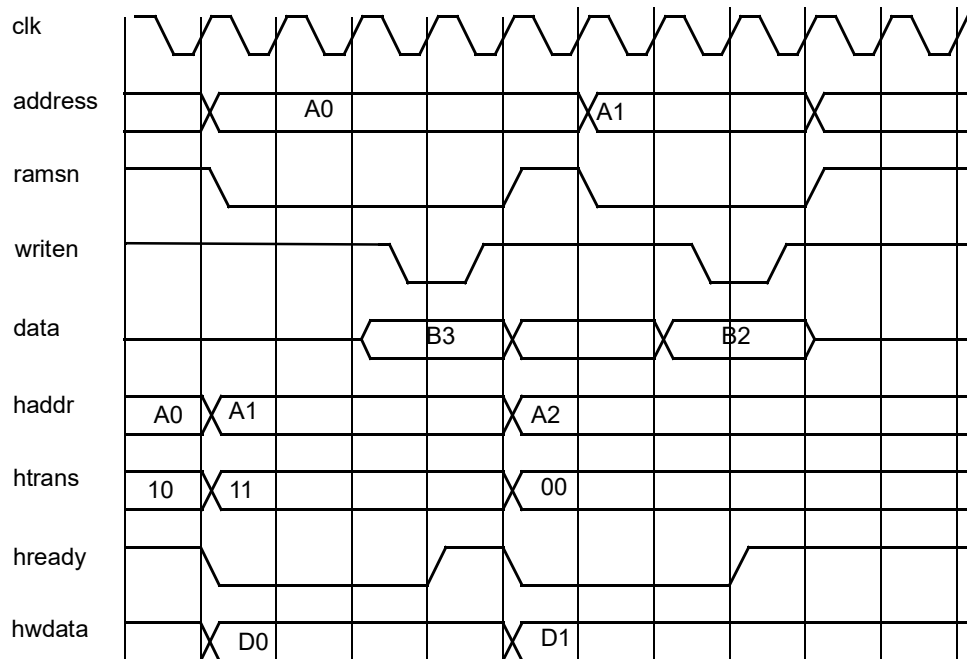 clk
address A0 A1
ramsn
writen
data B3 B2
haddr A0 A1 A2
htrans 10 11 00
hready
hwdata D0 D1